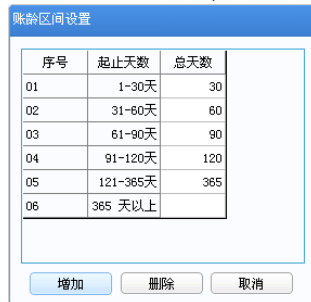 账龄区间设置
序号 起止天数 总天数
01 1-30天 30
02 31-60天 60
03 61-90天 90
04 91-120天 120
05 121-365天 365
06 365 天以上
增加 删除 取消